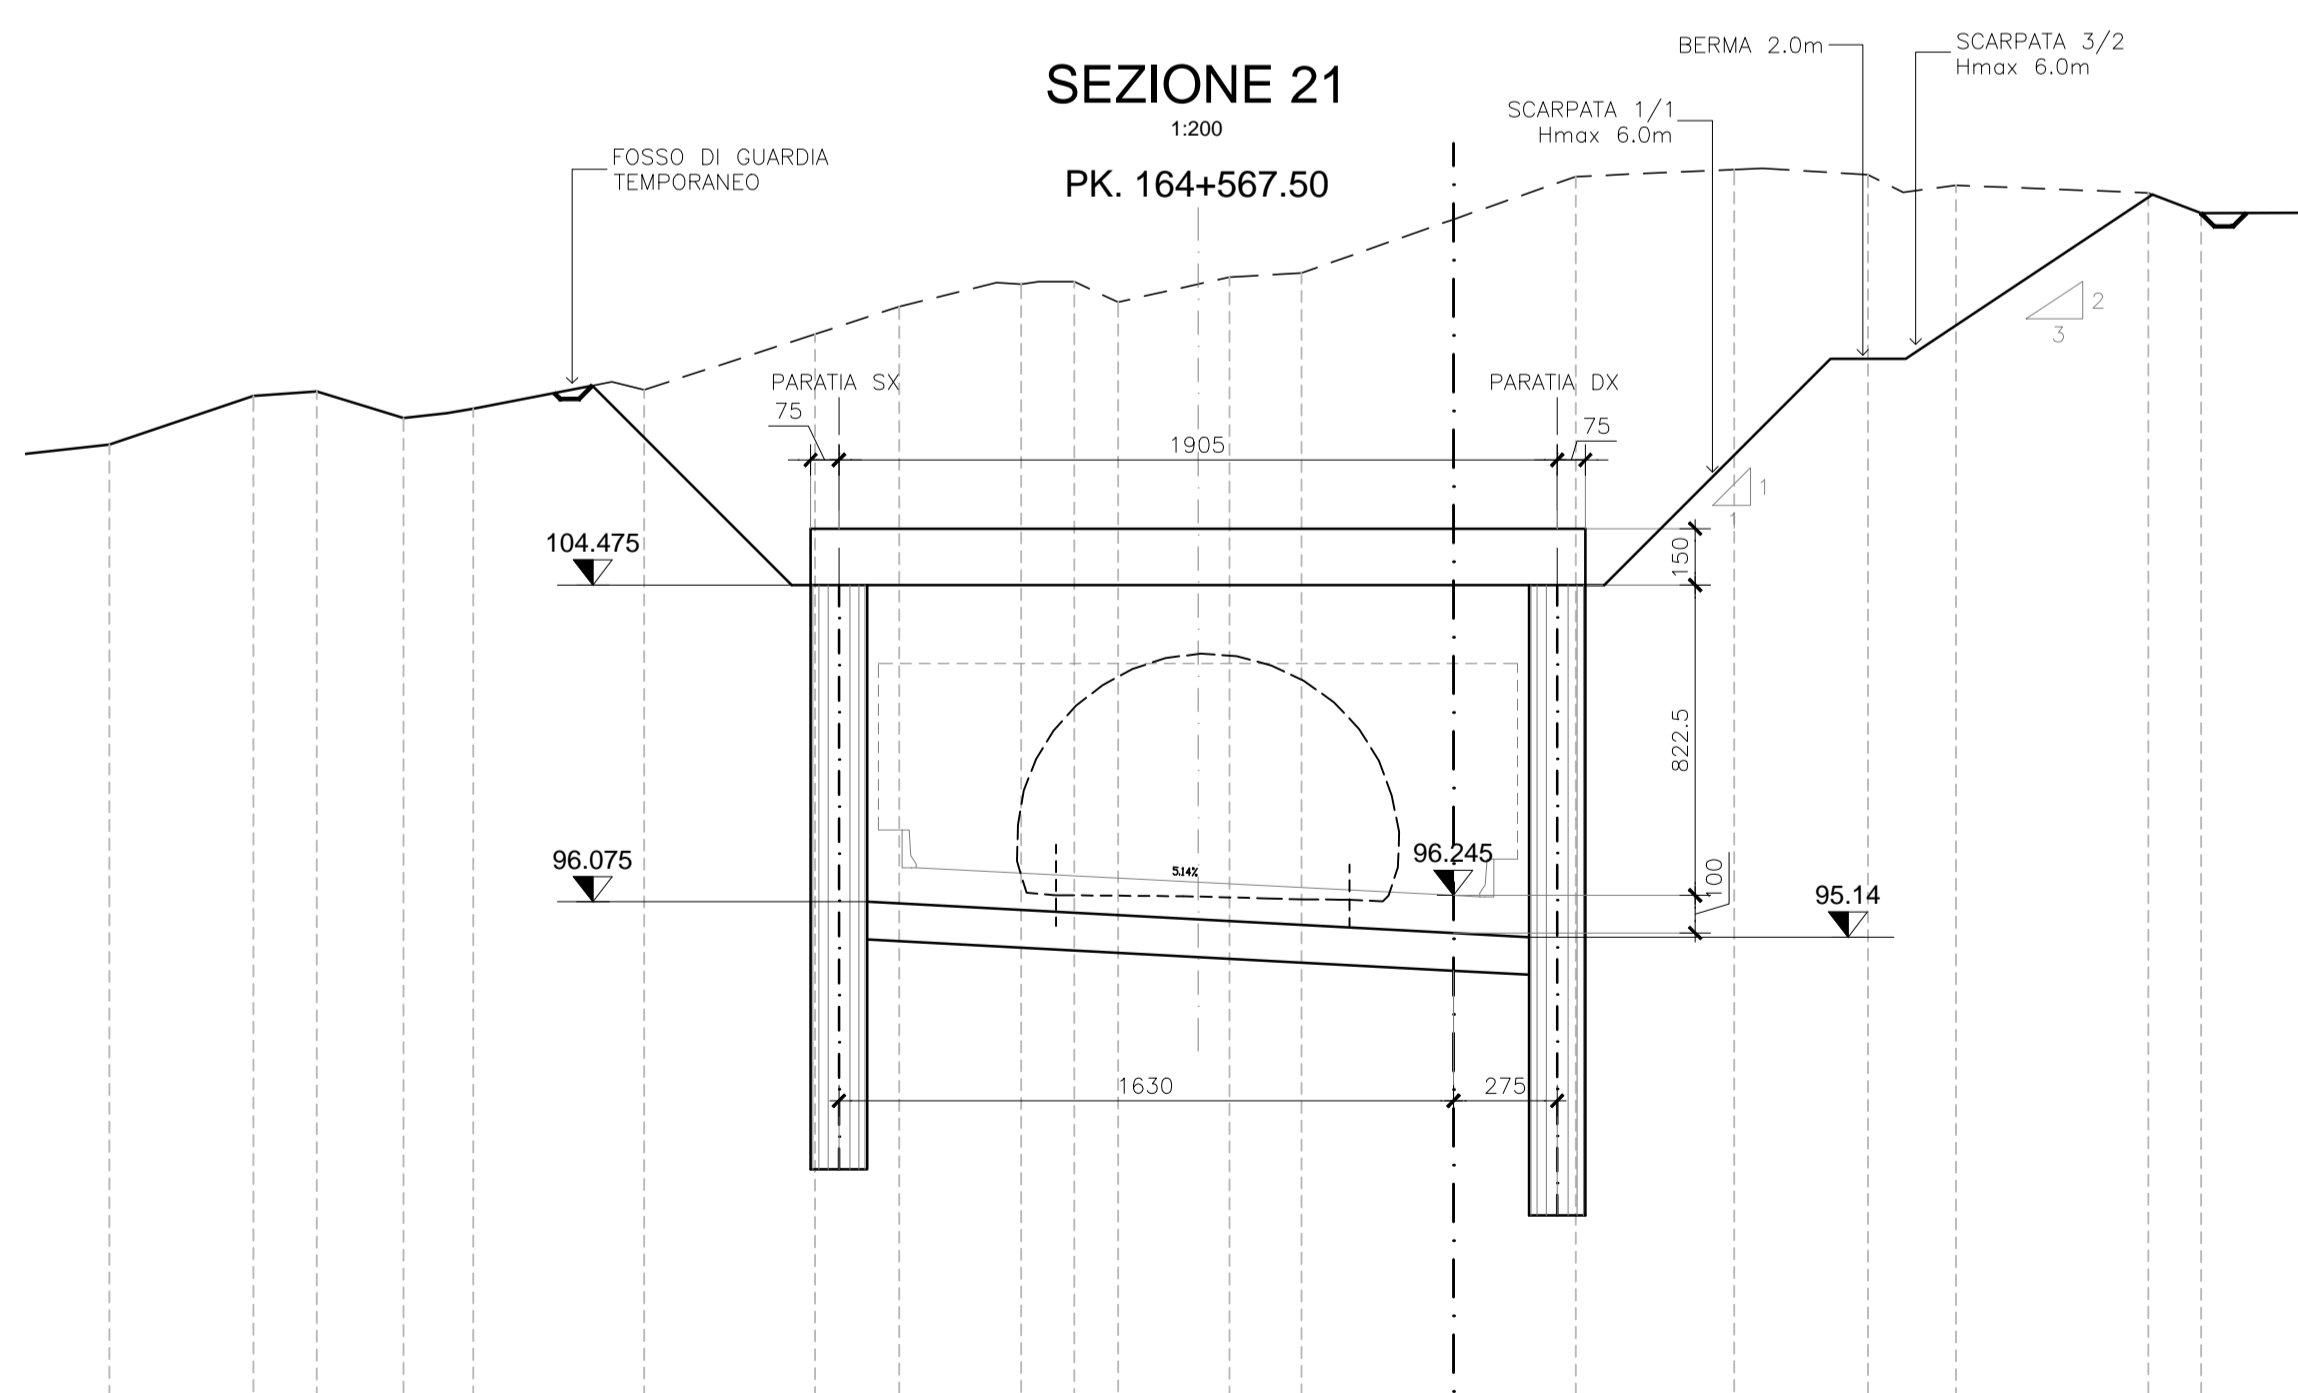 BERMA 2.0m
SCARPATA 3/2
Hmax 6.0m
SEZIONE 21
1:200
PK. 164+567.50
SCARPATA 1/1
Hmax 6.0m
FOSSO DI GUARDIA
TEMPORANEO
2
3
PARATIA SX
75
PARATIA DX
75
1905
1
1
104.475
150
822.5
96.075
5.14%
96.245
100
95.14
1630
275